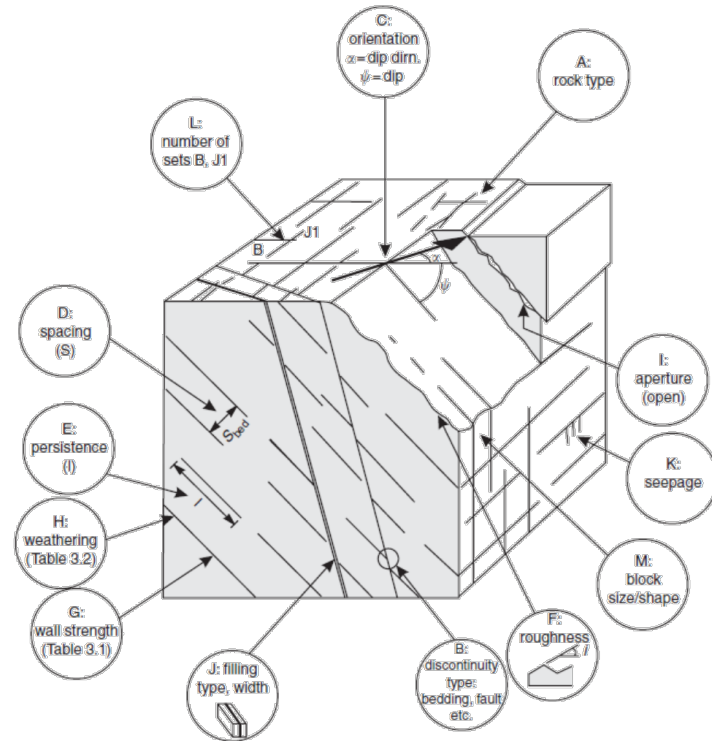 C:
orientation
α=dip dirn.
ψ=dip
A:
rock type
L:
number of
sets B, J1
J1
B
α
ψ
D:
spacing
(S)
S bed
I:
aperture
(open)
E:
persistence
(l)
l
K:
seepage
H:
weathering
(Table 3.2)
M:
block
size/shape
G:
wall strength
(Table 3.1)
F:
roughness
i
J: filling
type, width
B:
discontinuity
type:
bedding, fault
etc.